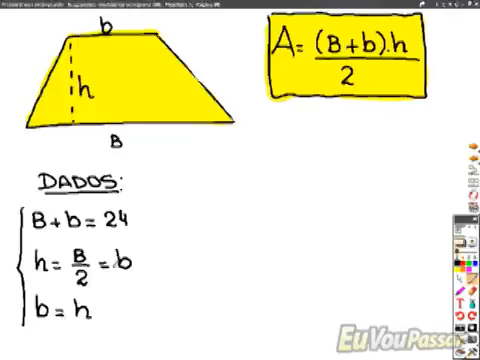 b
A = (B + b).h
2
h
B
DADOS:
B + b = 24
h = B/2 = b
b = h
EuVouPassar